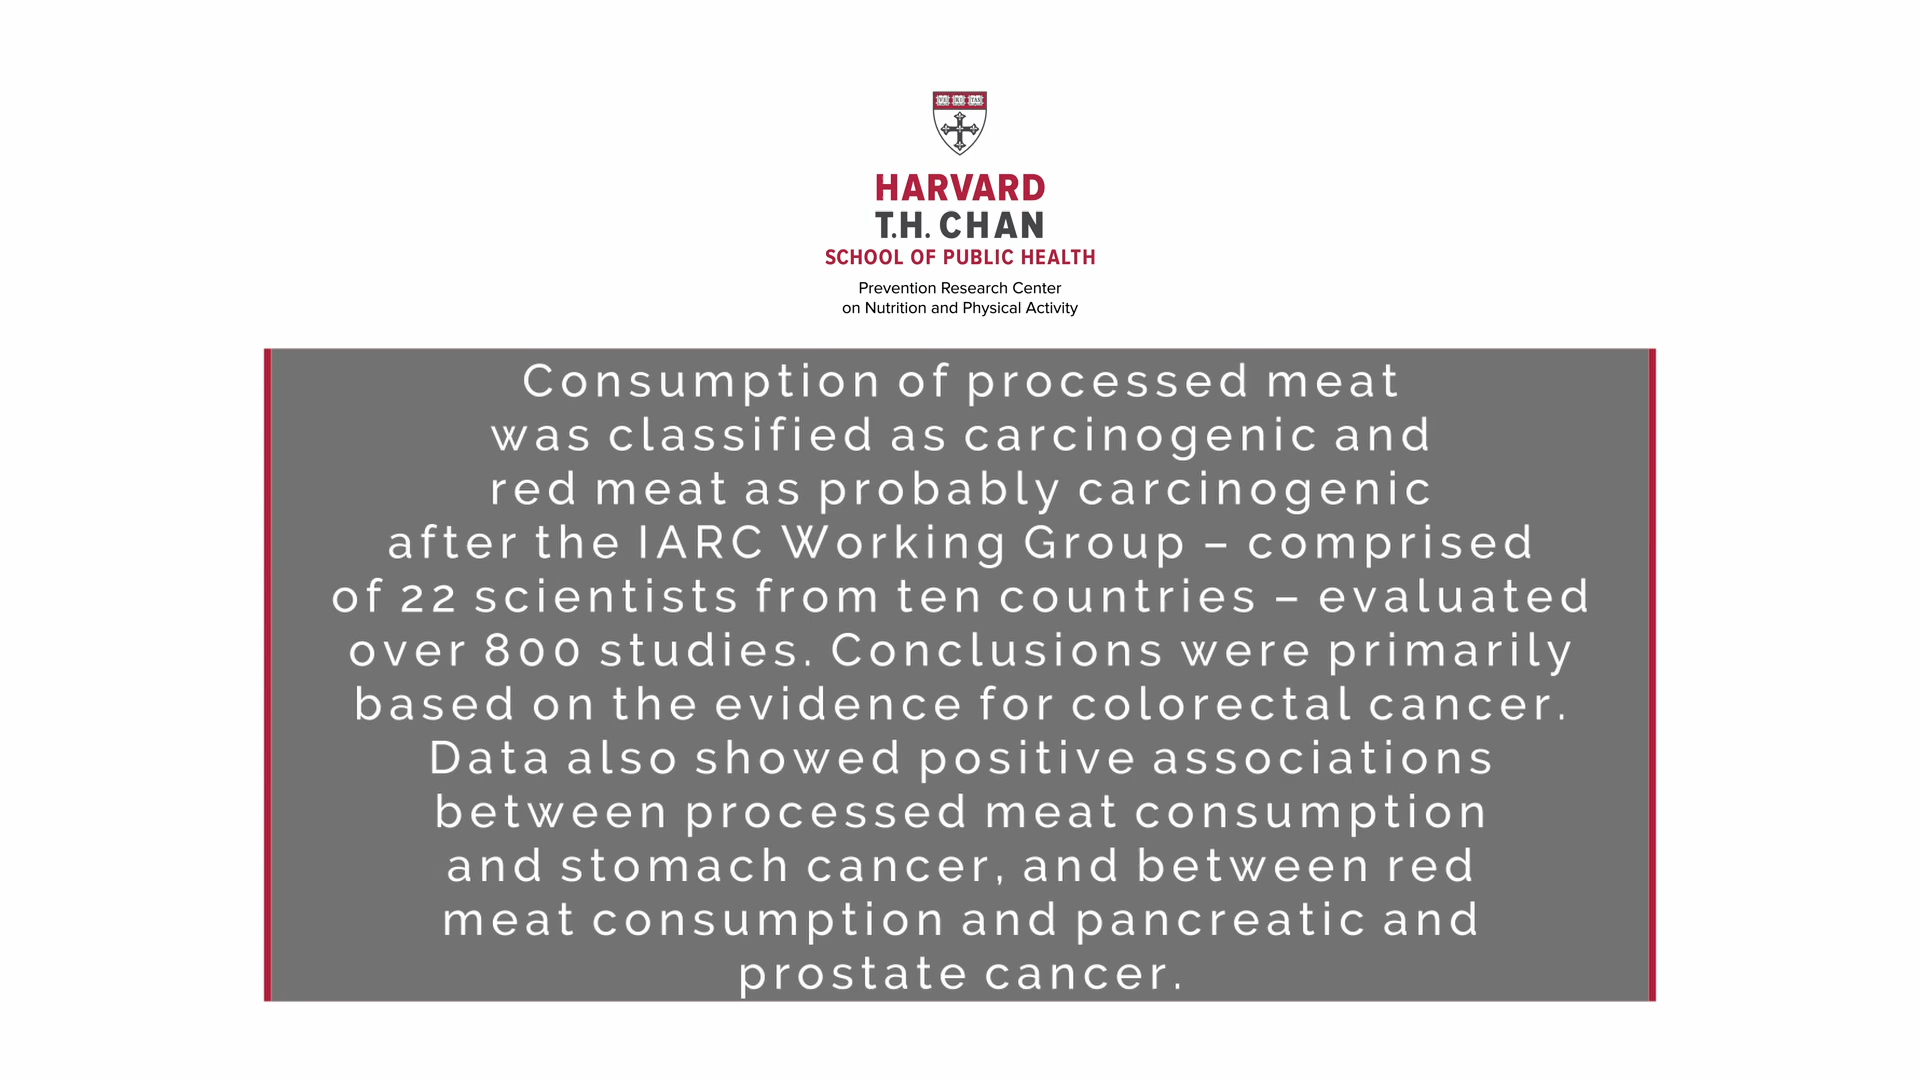 VE RI TAS
HARVARD
T.H. CHAN
SCHOOL OF PUBLIC HEALTH
Prevention Research Center
on Nutrition and Physical Activity
Consumption of processed meat
was classified as carcinogenic and
red meat as probably carcinogenic
after the IARC Working Group – comprised
of 22 scientists from ten countries – evaluated
over 800 studies. Conclusions were primarily
based on the evidence for colorectal cancer.
Data also showed positive associations
between processed meat consumption
and stomach cancer, and between red
meat consumption and pancreatic and
prostate cancer.